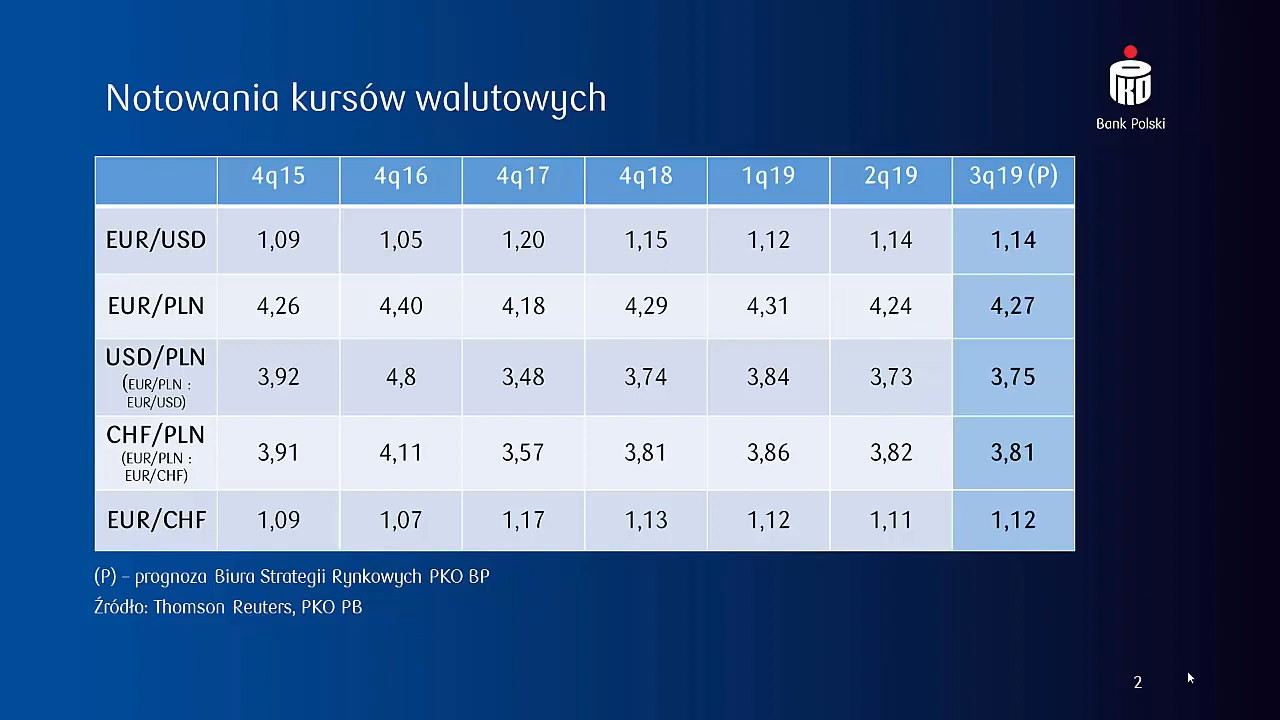 Notowania kursów walutowych
PKO
Bank Polski
4q15 4q16 4q17 4q18 1q19 2q19 3q19 (P)
EUR/USD 1,09 1,05 1,20 1,15 1,12 1,14 1,14
EUR/PLN 4,26 4,40 4,18 4,29 4,31 4,24 4,27
USD/PLN
(EUR/PLN :
EUR/USD) 3,92 4,8 3,48 3,74 3,84 3,73 3,75
CHF/PLN
(EUR/PLN :
EUR/CHF) 3,91 4,11 3,57 3,81 3,86 3,82 3,81
EUR/CHF 1,09 1,07 1,17 1,13 1,12 1,11 1,12
(P) – prognoza Biura Strategii Rynkowych PKO BP
Źródło: Thomson Reuters, PKO PB
2